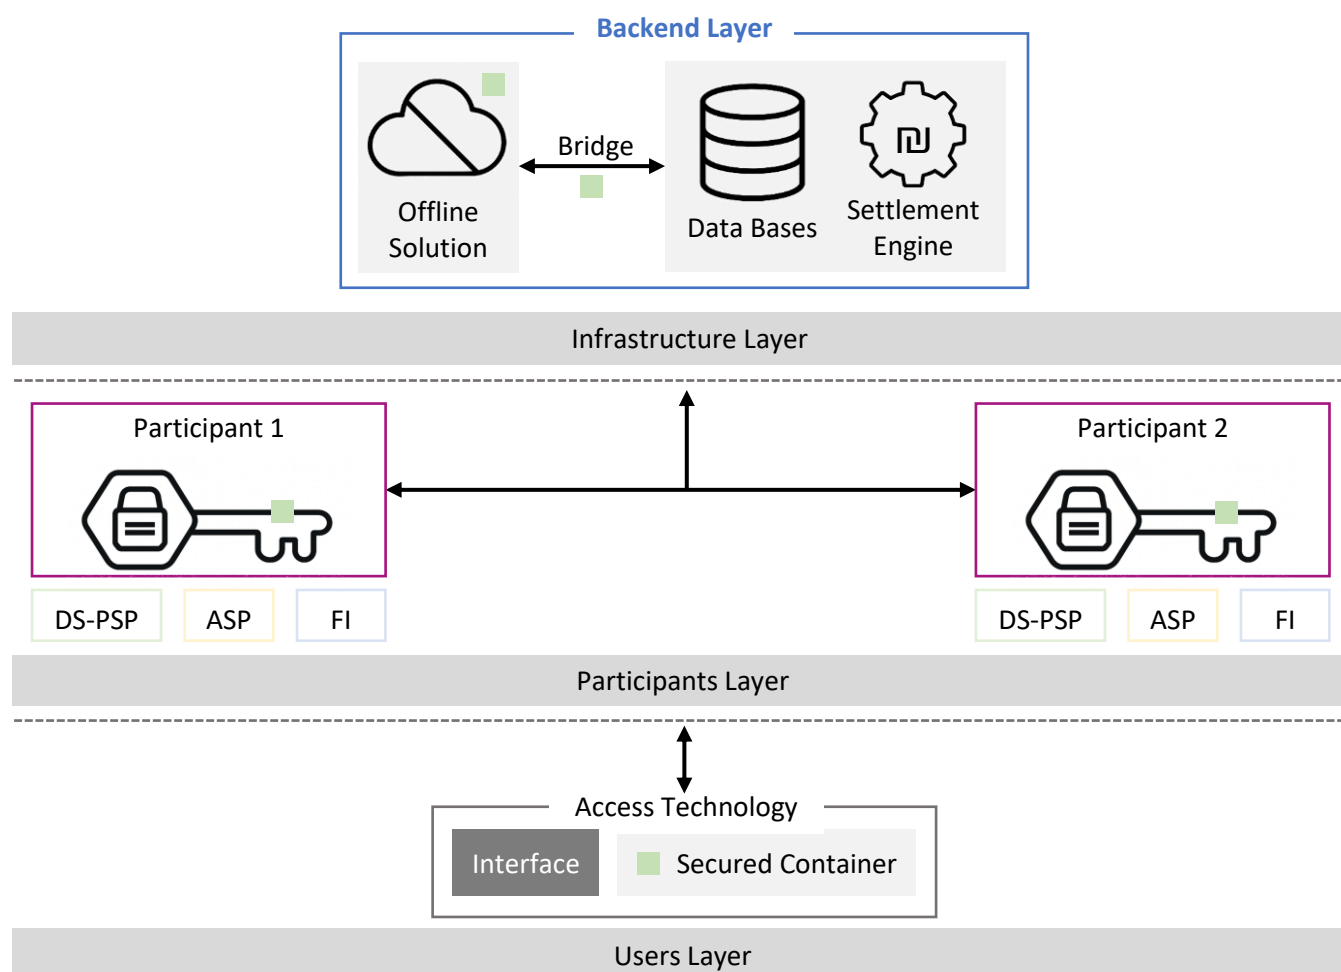 Backend Layer
Bridge
Offline
Solution
Data Bases
₪
Settlement
Engine
Infrastructure Layer
Participant 1
Participant 2
DS-PSP
ASP
FI
DS-PSP
ASP
FI
Participants Layer
Access Technology
Interface
Secured Container
Users Layer